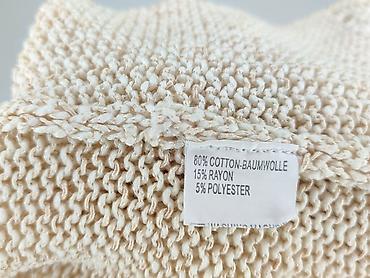 80% COTTON-BAUMWOLLE
15% RAYON
5% POLYESTER